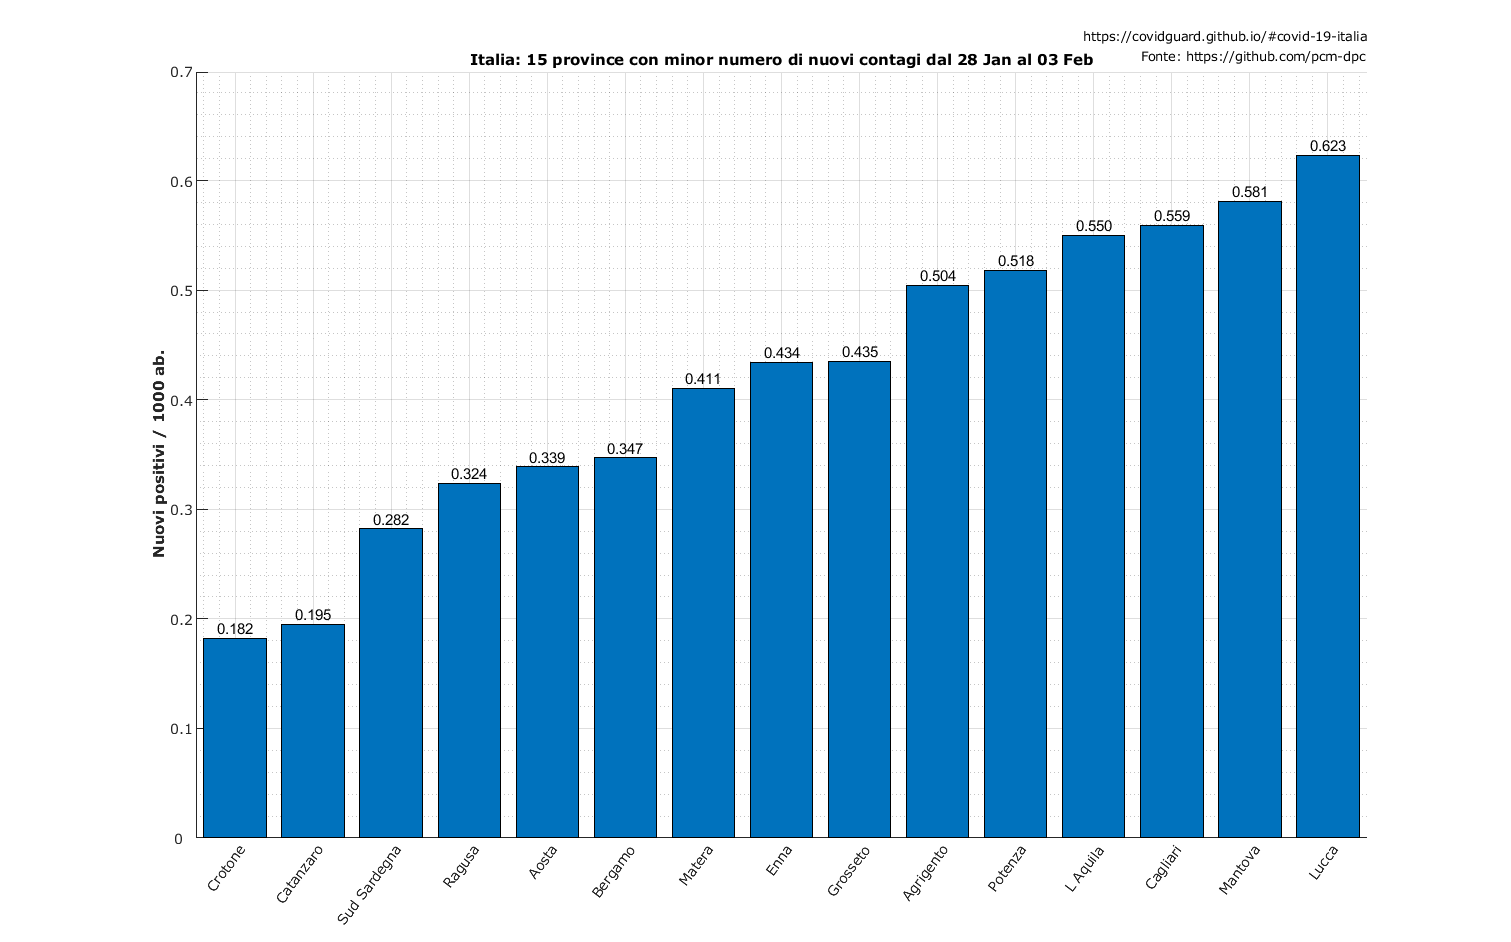 https://covidguard.github.io/#covid-19-italia
Italia: 15 province con minor numero di nuovi contagi dal 28 Jan al 03 Feb
Fonte: https://github.com/pcm-dpc
Nuovi positivi / 1000 ab.
0.7
0.6
0.5
0.4
0.3
0.2
0.1
0
0.182
0.195
0.282
0.324
0.339
0.347
0.411
0.434
0.435
0.504
0.518
0.550
0.559
0.581
0.623
Crotone
Catanzaro
Sud Sardegna
Ragusa
Aosta
Bergamo
Matera
Enna
Grosseto
Agrigento
Potenza
L Aquila
Cagliari
Mantova
Lucca